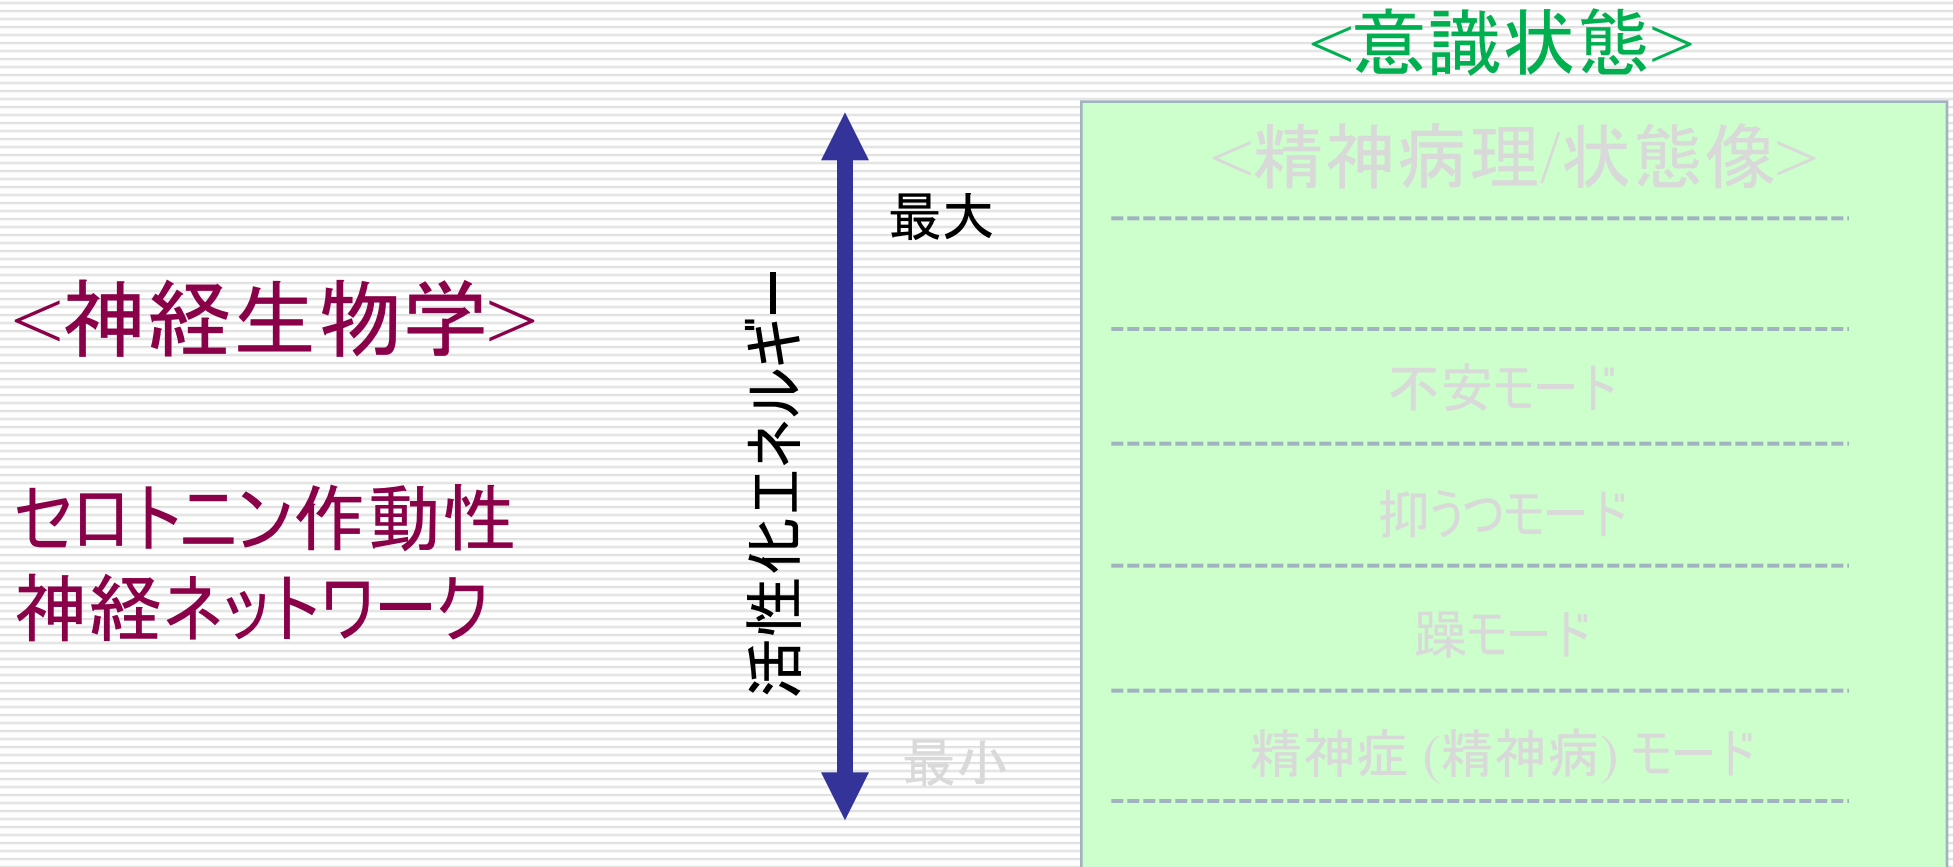 <意識状態>
<精神病理/状態像>
最大
<神経生物学>
活性化エネルギー
不安モード
セロトニン作動性
神経ネットワーク
抑うつモード
躁モード
精神症 (精神病) モード
最小